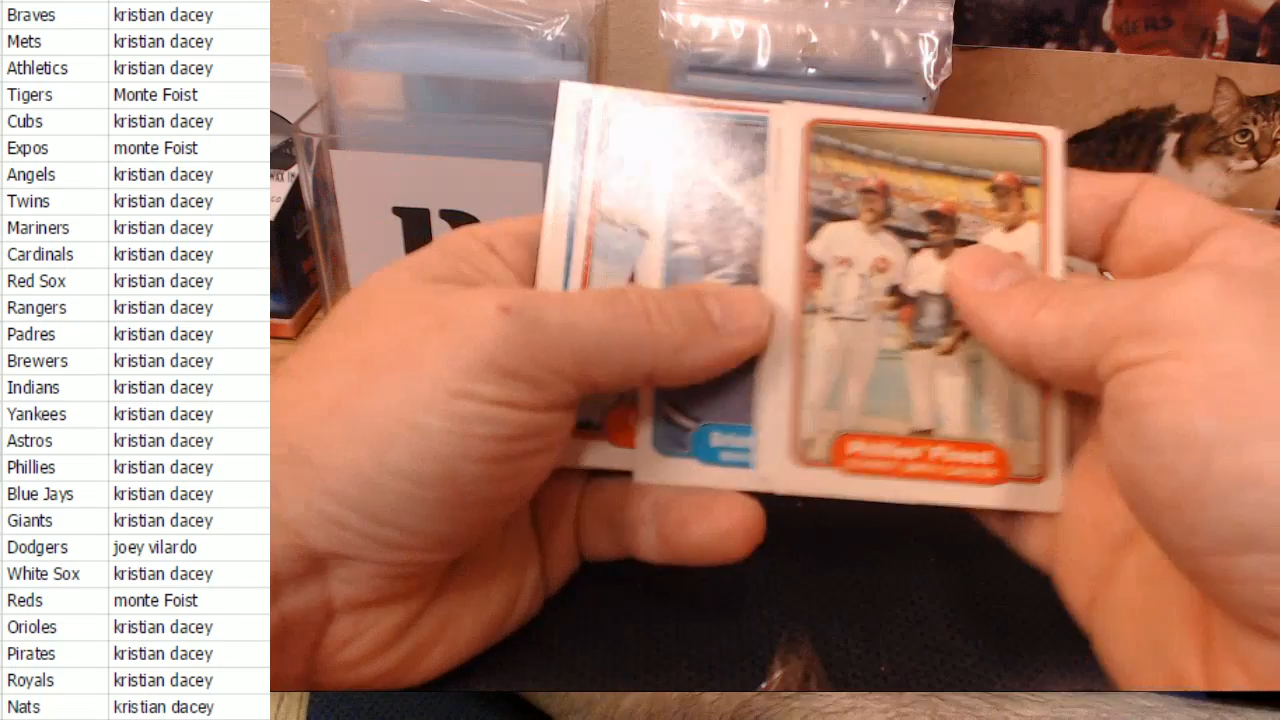 Braves kristian dacey
Mets kristian dacey
Athletics kristian dacey
Tigers Monte Foist
Cubs kristian dacey
Expos monte Foist
Angels kristian dacey
Twins kristian dacey
Mariners kristian dacey
Cardinals kristian dacey
Red Sox kristian dacey
Rangers kristian dacey
Padres kristian dacey
Brewers kristian dacey
Indians kristian dacey
Yankees kristian dacey
Astros kristian dacey
Phillies kristian dacey
Blue Jays kristian dacey
Giants kristian dacey
Dodgers joey vilardo
White Sox kristian dacey
Reds monte Foist
Orioles kristian dacey
Pirates kristian dacey
Royals kristian dacey
Nats kristian dacey